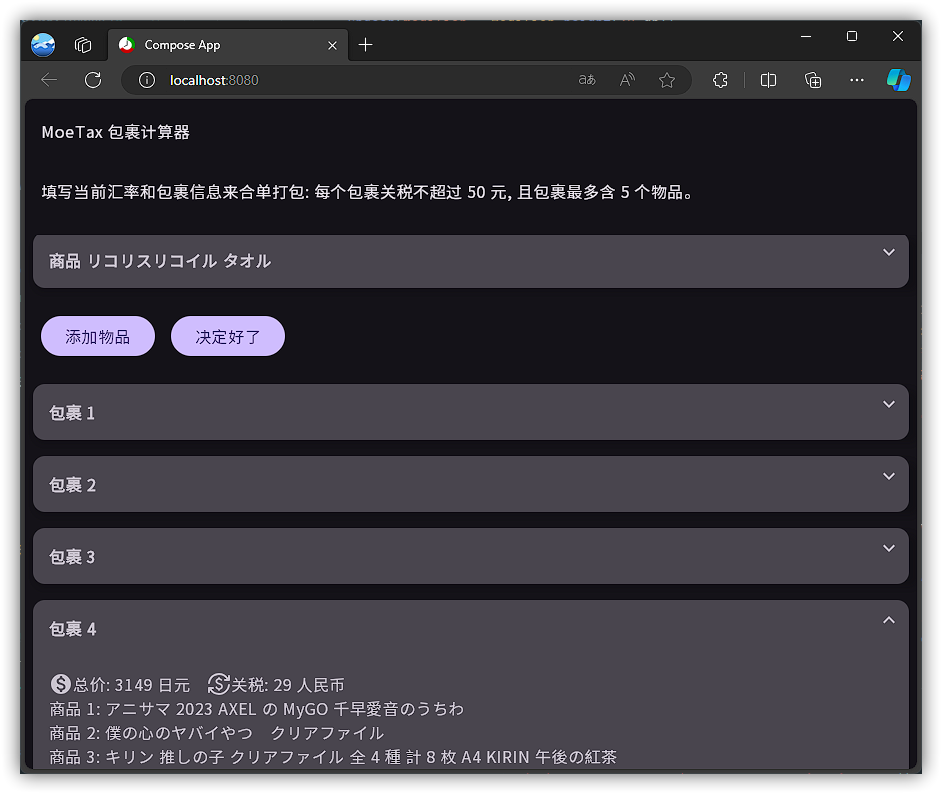 Compose App
localhost:8080
MoeTax 包裹计算器
填写当前汇率和包裹信息来合单打包: 每个包裹关税不超过 50 元, 且包裹最多含 5 个物品。
商品 リコリスリコイル タオル
添加物品 决定好了
包裹 1
包裹 2
包裹 3
包裹 4
总价: 3149 日元 关税: 29 人民币
商品 1: アニサマ 2023 AXEL の MyGO 千早愛音のうちわ
商品 2: 僕の心のヤバイやつ　クリアファイル
商品 3: キリン 推しの子 クリアファイル 全 4 種 計 8 枚 A4 KIRIN 午後の紅茶